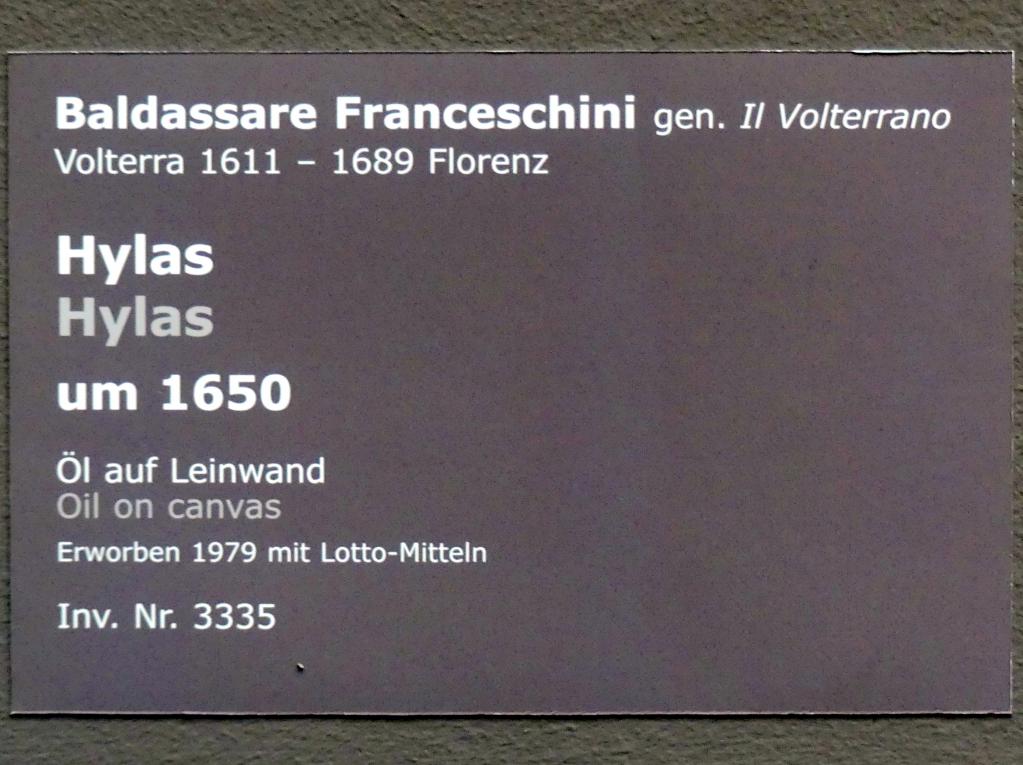 Baldassare Franceschini gen. Il Volterrano
Volterra 1611 – 1689 Florenz
Hylas
Hylas
um 1650
Öl auf Leinwand
Oil on canvas
Erworben 1979 mit Lotto-Mitteln
Inv. Nr. 3335